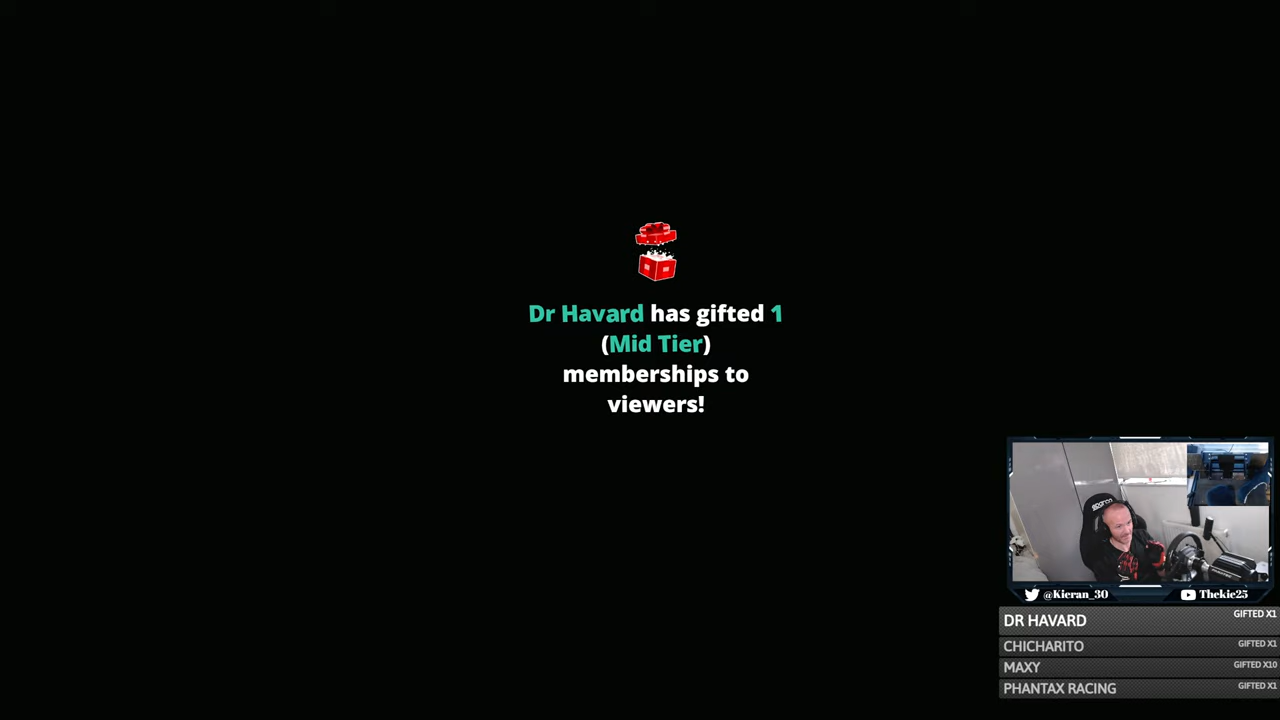 Dr Havard has gifted 1
(Mid Tier)
memberships to
viewers!
sparco
@Kieran_30
Thekie25
DR HAVARD GIFTED X1
CHICHARITO GIFTED X1
MAXY GIFTED X10
PHANTAX RACING GIFTED X1